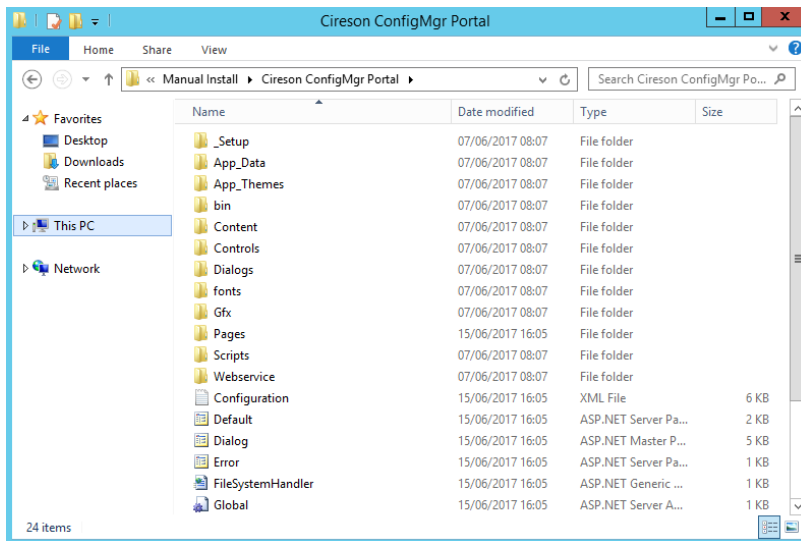 Cireson ConfigMgr Portal
File Home Share View
« Manual Install Cireson ConfigMgr Portal Search Cireson ConfigMgr Po...
Favorites
Desktop
Downloads
Recent places
This PC
Network
Name Date modified Type Size
_Setup 07/06/2017 08:07 File folder
App_Data 07/06/2017 08:07 File folder
App_Themes 07/06/2017 08:07 File folder
bin 07/06/2017 08:07 File folder
Content 07/06/2017 08:07 File folder
Controls 07/06/2017 08:07 File folder
Dialogs 07/06/2017 08:07 File folder
fonts 07/06/2017 08:07 File folder
Gfx 07/06/2017 08:07 File folder
Pages 15/06/2017 16:05 File folder
Scripts 07/06/2017 08:07 File folder
Webservice 07/06/2017 08:07 File folder
Configuration 15/06/2017 16:05 XML File 6 KB
Default 15/06/2017 16:05 ASP.NET Server Pa... 2 KB
Dialog 15/06/2017 16:05 ASP.NET Master P... 5 KB
Error 15/06/2017 16:05 ASP.NET Server Pa... 1 KB
FileSystemHandler 15/06/2017 16:05 ASP.NET Generic ... 1 KB
Global 15/06/2017 16:05 ASP.NET Server A... 1 KB
24 items